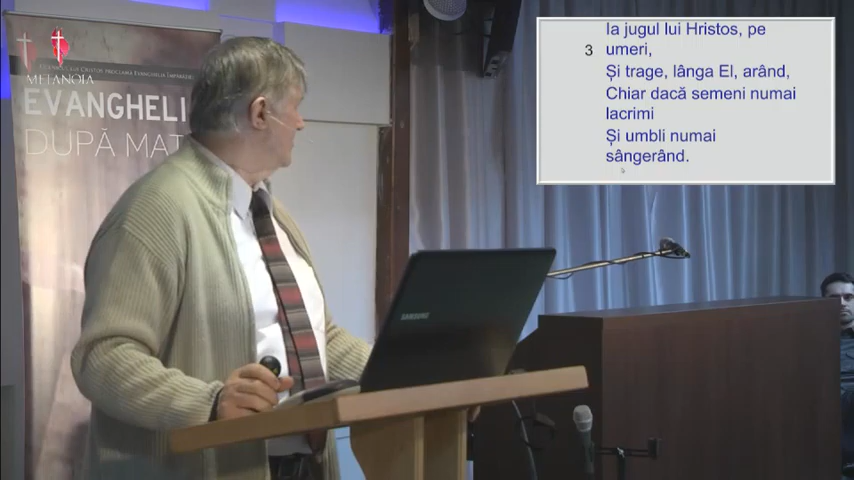 METANOIA
EVANGHELI
DUPĂ MAT
SAMSUNG
la jugul lui Hristos, pe
3 umeri,
Și trage, lânga El, arând,
Chiar dacă semeni numai
lacrimi
Și umbli numai
sângerând.